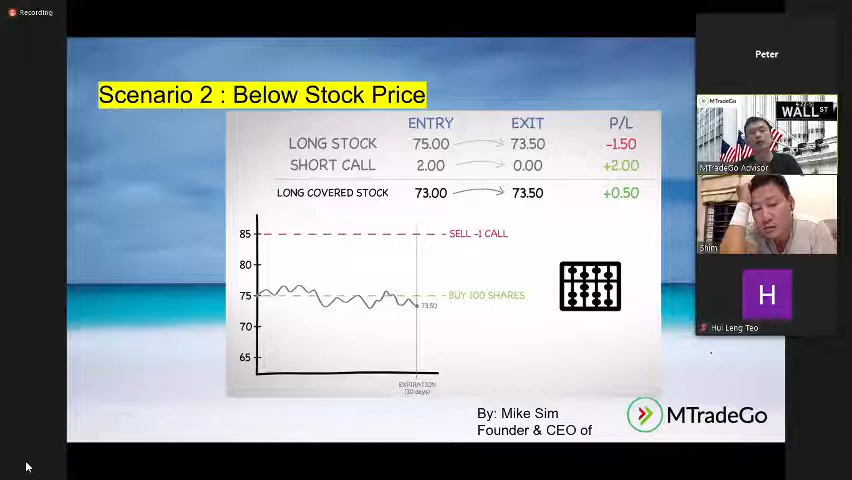 Recording
Scenario 2 : Below Stock Price
ENTRY EXIT P/L
LONG STOCK 75.00 73.50 -1.50
SHORT CALL 2.00 0.00 +2.00
LONG COVERED STOCK 73.00 73.50 +0.50
85 SELL -1 CALL
80
75 BUY 100 SHARES
73.50
70
65
EXPIRATION
(30 days)
By: Mike Sim
Founder & CEO of
MTradeGo
Peter
MTradeGo
WALL ST
MTradeGo Advisor
Shim
H
Hui Leng Teo